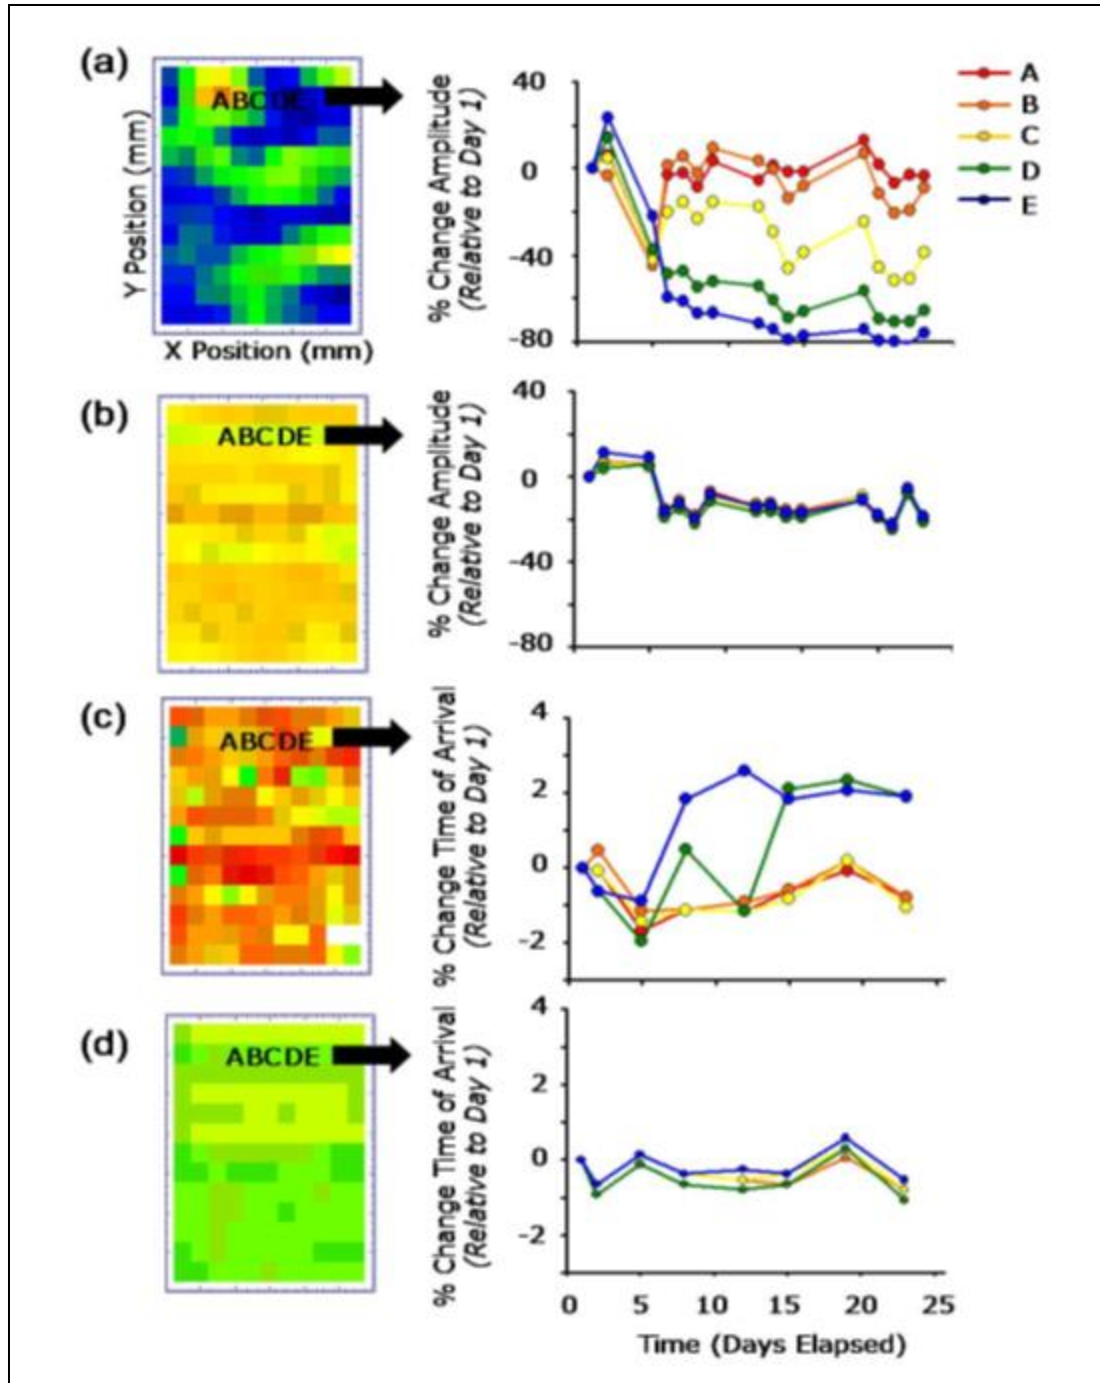 (a)
ABCDE
Y Position (mm)
X Position (mm)
% Change Amplitude
(Relative to Day 1)
40
0
-40
-80
A
B
C
D
E
(b)
ABCDE
% Change Amplitude
(Relative to Day 1)
40
0
-40
-80
(c)
ABCDE
% Change Time of Arrival
(Relative to Day 1)
4
2
0
-2
(d)
ABCDE
% Change Time of Arrival
(Relative to Day 1)
4
2
0
-2
0 5 10 15 20 25
Time (Days Elapsed)